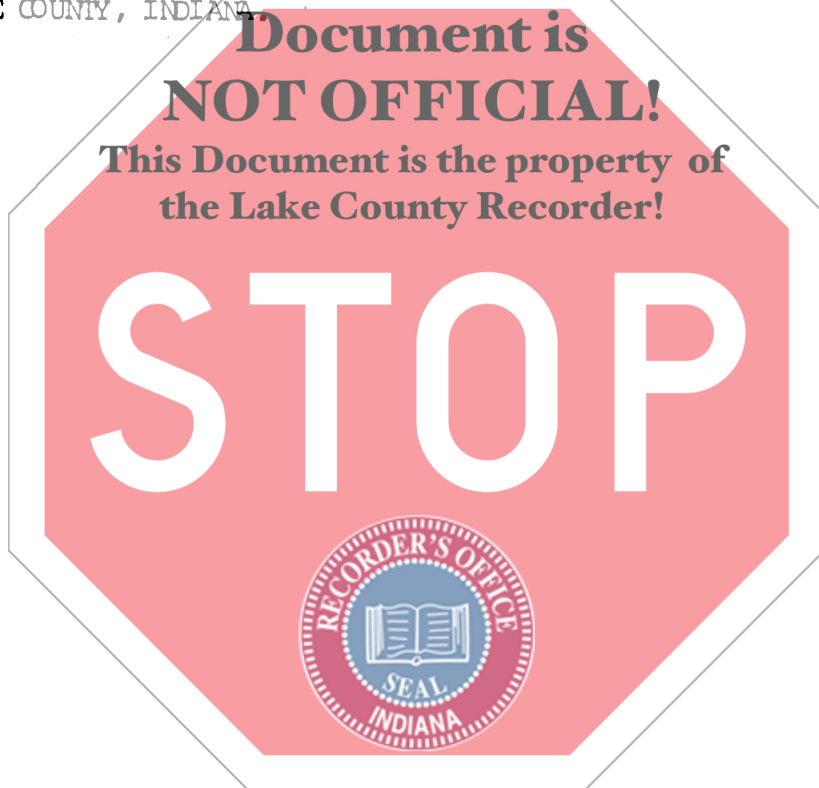 COUNTY, INDIANA.
Document is
NOT OFFICIAL!
This Document is the property of
the Lake County Recorder!
STOP
RECORDER'S OFFICE
SEAL
INDIANA